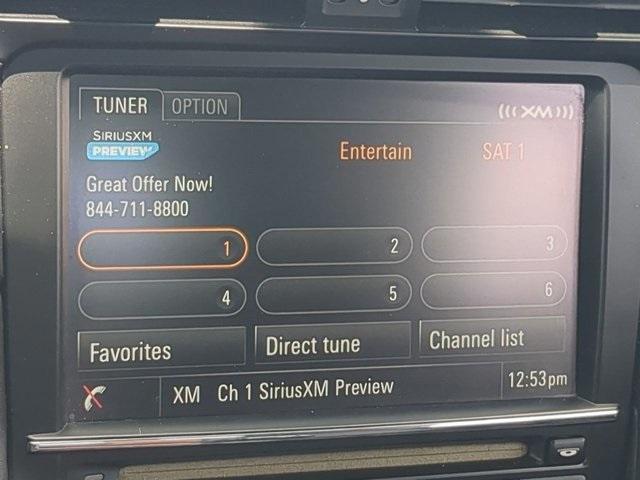 TUNER OPTION
XM
SIRIUSXM
PREVIEW
Entertain SAT 1
Great Offer Now!
844-711-8800
1 2 3
4 5 6
Favorites Direct tune Channel list
XM Ch 1 SiriusXM Preview 12:53pm